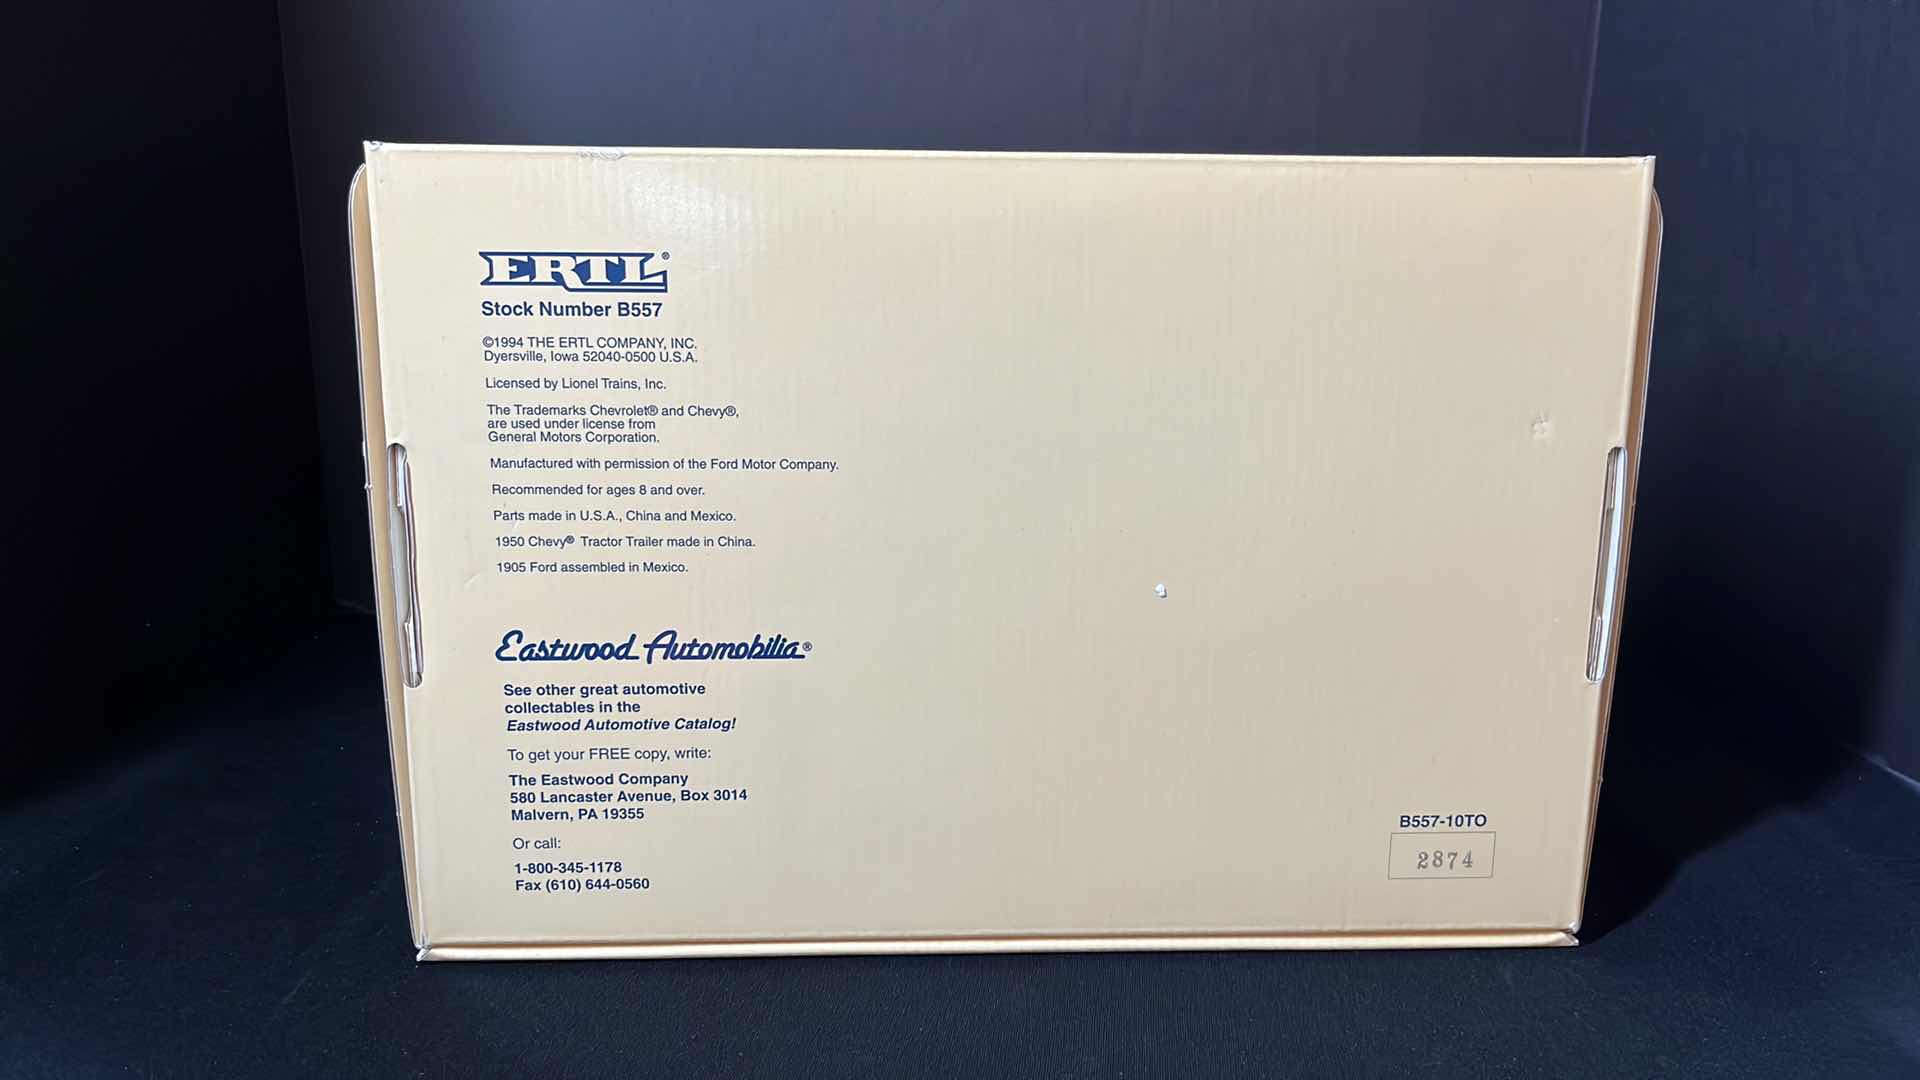 ERTL®
Stock Number B557
©1994 THE ERTL COMPANY, INC.
Dyersville, Iowa 52040-0500 U.S.A.
Licensed by Lionel Trains, Inc.
The Trademarks Chevrolet® and Chevy®,
are used under license from
General Motors Corporation.
Manufactured with permission of the Ford Motor Company.
Recommended for ages 8 and over.
Parts made in U.S.A., China and Mexico.
1950 Chevy® Tractor Trailer made in China.
1905 Ford assembled in Mexico.
Eastwood Automobilia®
See other great automotive
collectables in the
Eastwood Automotive Catalog!
To get your FREE copy, write:
The Eastwood Company
580 Lancaster Avenue, Box 3014
Malvern, PA 19355
Or call:
1-800-345-1178
Fax (610) 644-0560
B557-10TO
2874